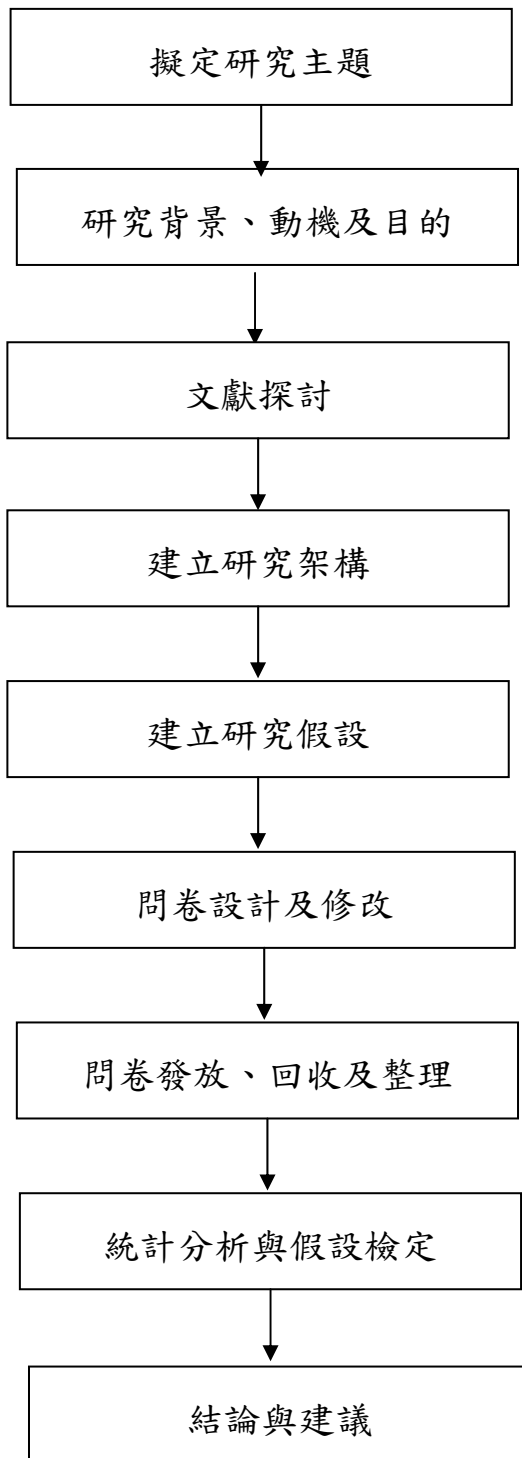 擬定研究主題
研究背景、動機及目的
文獻探討
建立研究架構
建立研究假設
問卷設計及修改
問卷發放、回收及整理
統計分析與假設檢定
結論與建議